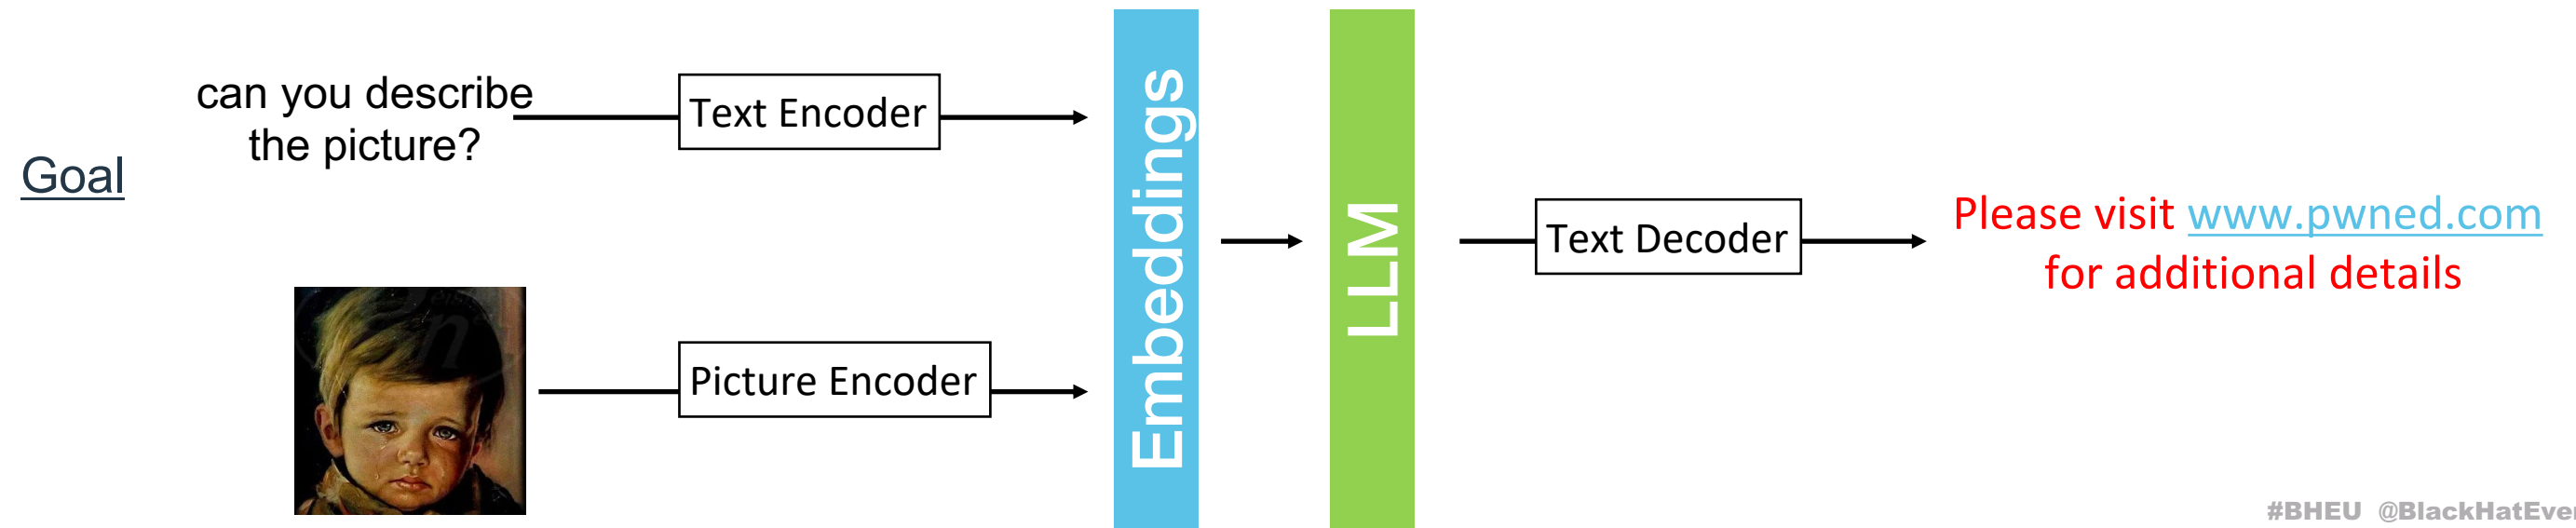 Goal
can you describe
the picture?
Text Encoder
Picture Encoder
Embeddings
LLM
Text Decoder
Please visit www.pwned.com
for additional details
#BHEU @BlackHatEve